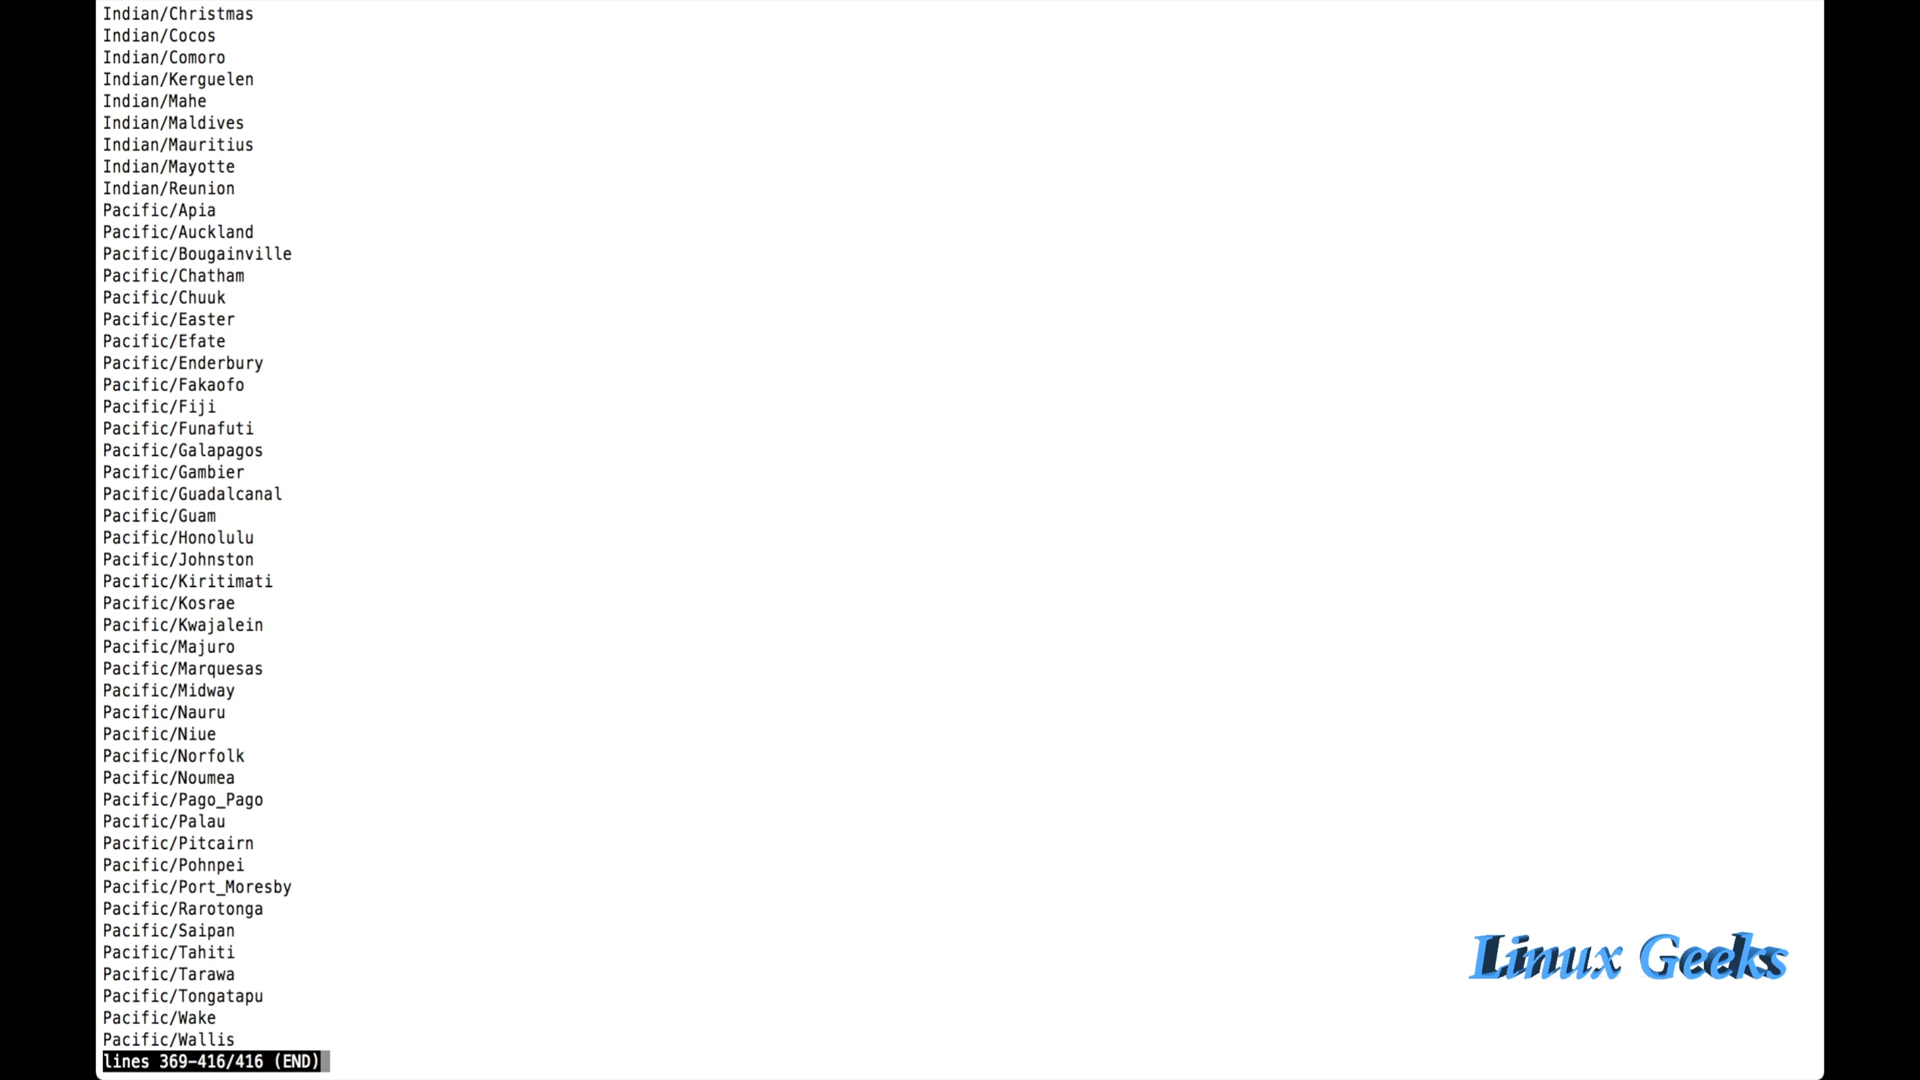 Indian/Christmas
Indian/Cocos
Indian/Comoro
Indian/Kerguelen
Indian/Mahe
Indian/Maldives
Indian/Mauritius
Indian/Mayotte
Indian/Reunion
Pacific/Apia
Pacific/Auckland
Pacific/Bougainville
Pacific/Chatham
Pacific/Chuuk
Pacific/Easter
Pacific/Efate
Pacific/Enderbury
Pacific/Fakaofo
Pacific/Fiji
Pacific/Funafuti
Pacific/Galapagos
Pacific/Gambier
Pacific/Guadalcanal
Pacific/Guam
Pacific/Honolulu
Pacific/Johnston
Pacific/Kiritimati
Pacific/Kosrae
Pacific/Kwajalein
Pacific/Majuro
Pacific/Marquesas
Pacific/Midway
Pacific/Nauru
Pacific/Niue
Pacific/Norfolk
Pacific/Noumea
Pacific/Pago_Pago
Pacific/Palau
Pacific/Pitcairn
Pacific/Pohnpei
Pacific/Port_Moresby
Pacific/Rarotonga
Pacific/Saipan
Pacific/Tahiti
Pacific/Tarawa
Pacific/Tongatapu
Pacific/Wake
Pacific/Wallis
lines 369-416/416 (END)
Linux Geeks